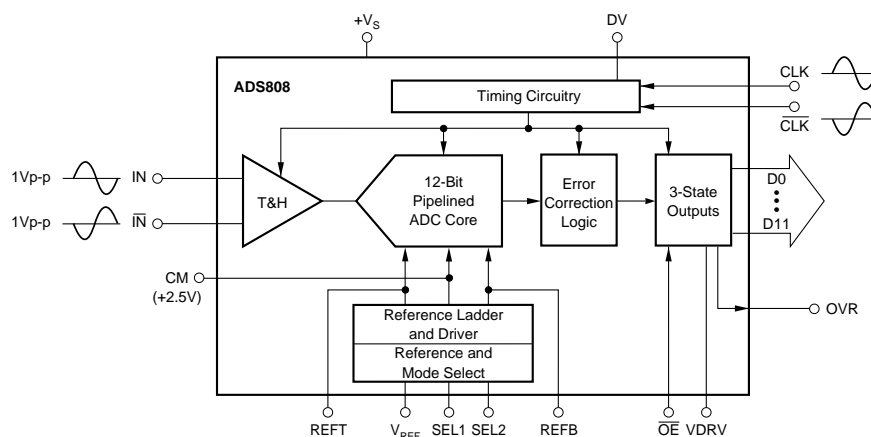 +VS
DV
ADS808
CLK
Timing Circuitry
CLK
1Vp-p
IN
T&H
12-Bit
Pipelined
ADC Core
Error
Correction
Logic
3-State
Outputs
D0
D11
1Vp-p
IN
CM
(+2.5V)
Reference Ladder
and Driver
Reference and
Mode Select
OVR
REFT
VREF
SEL1
SEL2
REFB
OE
VDRV